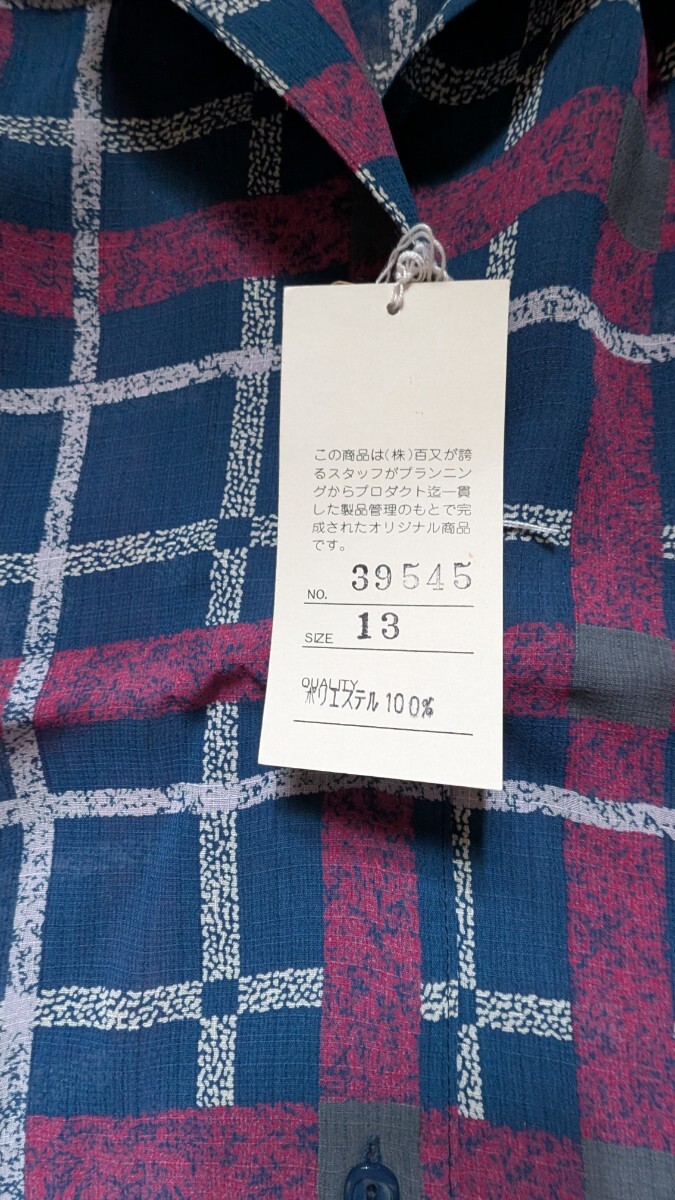 この商品は(株)百又が誇
るスタッフがプランニン
グからプロダクト迄一貫
した製品管理のもとで完
成されたオリジナル商品
です。
NO. 39545
SIZE 13
QUALITY
ポリエステル100%